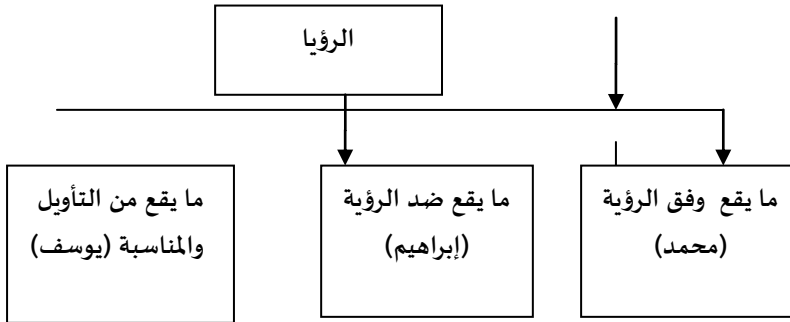 الرؤيا
ما يقع وفق الرؤية
(محمد)
ما يقع ضد الرؤية
(إبراهيم)
ما يقع من التأويل
والمناسبة (يوسف)